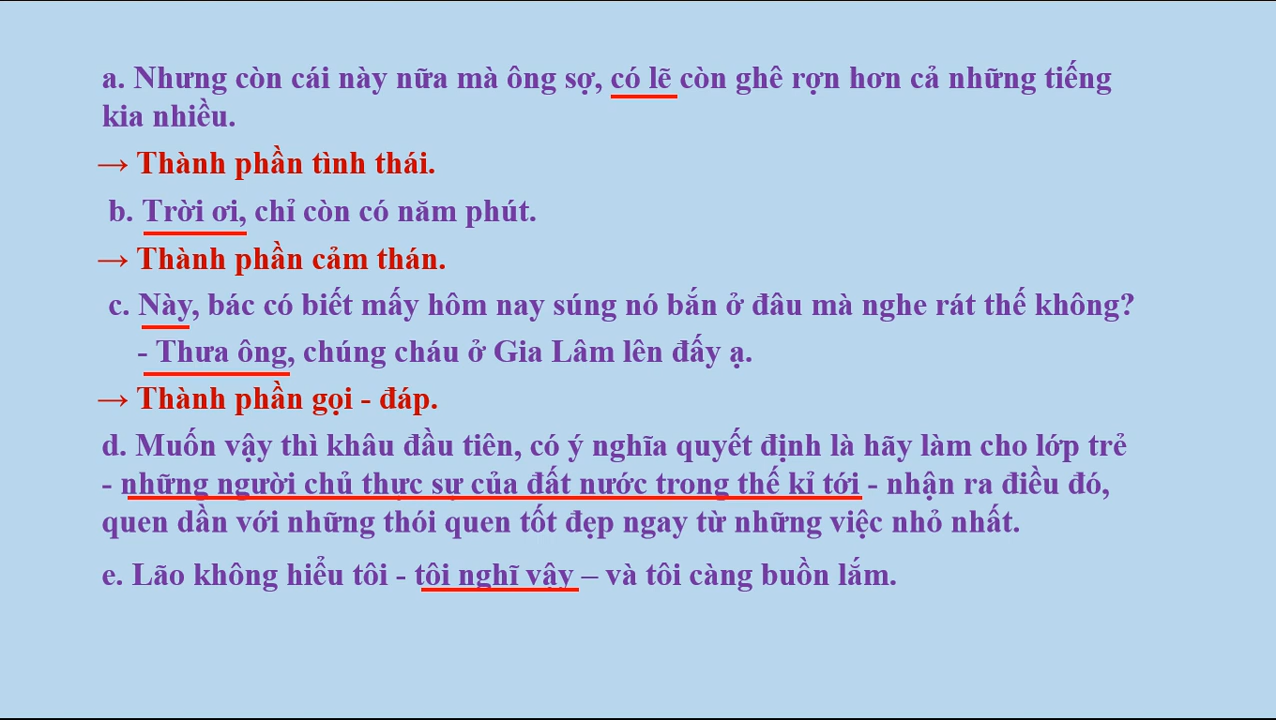 a. Nhưng còn cái này nữa mà ông sợ, có lẽ còn ghê rợn hơn cả những tiếng
kia nhiều.
→ Thành phần tình thái.
b. Trời ơi, chỉ còn có năm phút.
→ Thành phần cảm thán.
c. Này, bác có biết mấy hôm nay súng nó bắn ở đâu mà nghe rát thế không?
- Thưa ông, chúng cháu ở Gia Lâm lên đấy ạ.
→ Thành phần gọi - đáp.
d. Muốn vậy thì khâu đầu tiên, có ý nghĩa quyết định là hãy làm cho lớp trẻ
- những người chủ thực sự của đất nước trong thế kỉ tới - nhận ra điều đó,
quen dần với những thói quen tốt đẹp ngay từ những việc nhỏ nhất.
e. Lão không hiểu tôi - tôi nghĩ vậy – và tôi càng buồn lắm.